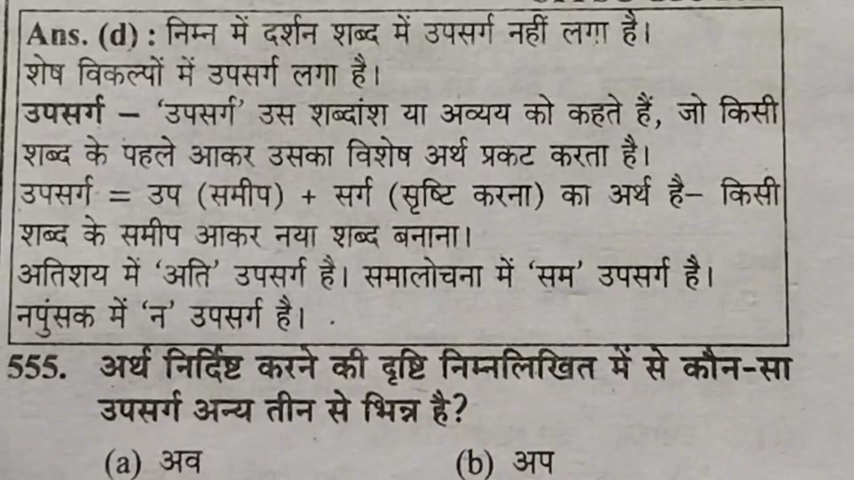 Ans. (d) : निम्न में दर्शन शब्द में उपसर्ग नहीं लगा है।
शेष विकल्पों में उपसर्ग लगा है।
उपसर्ग – ‘उपसर्ग’ उस शब्दांश या अव्यय को कहते हैं, जो किसी
शब्द के पहले आकर उसका विशेष अर्थ प्रकट करता है।
उपसर्ग = उप (समीप) + सर्ग (सृष्टि करना) का अर्थ है– किसी
शब्द के समीप आकर नया शब्द बनाना।
अतिशय में ‘अति’ उपसर्ग है। समालोचना में ‘सम’ उपसर्ग है।
नपुंसक में ‘न’ उपसर्ग है।
555. अर्थ निर्दिष्ट करने की दृष्टि निम्नलिखित में से कौन-सा
उपसर्ग अन्य तीन से भिन्न है?
(a) अव (b) अप